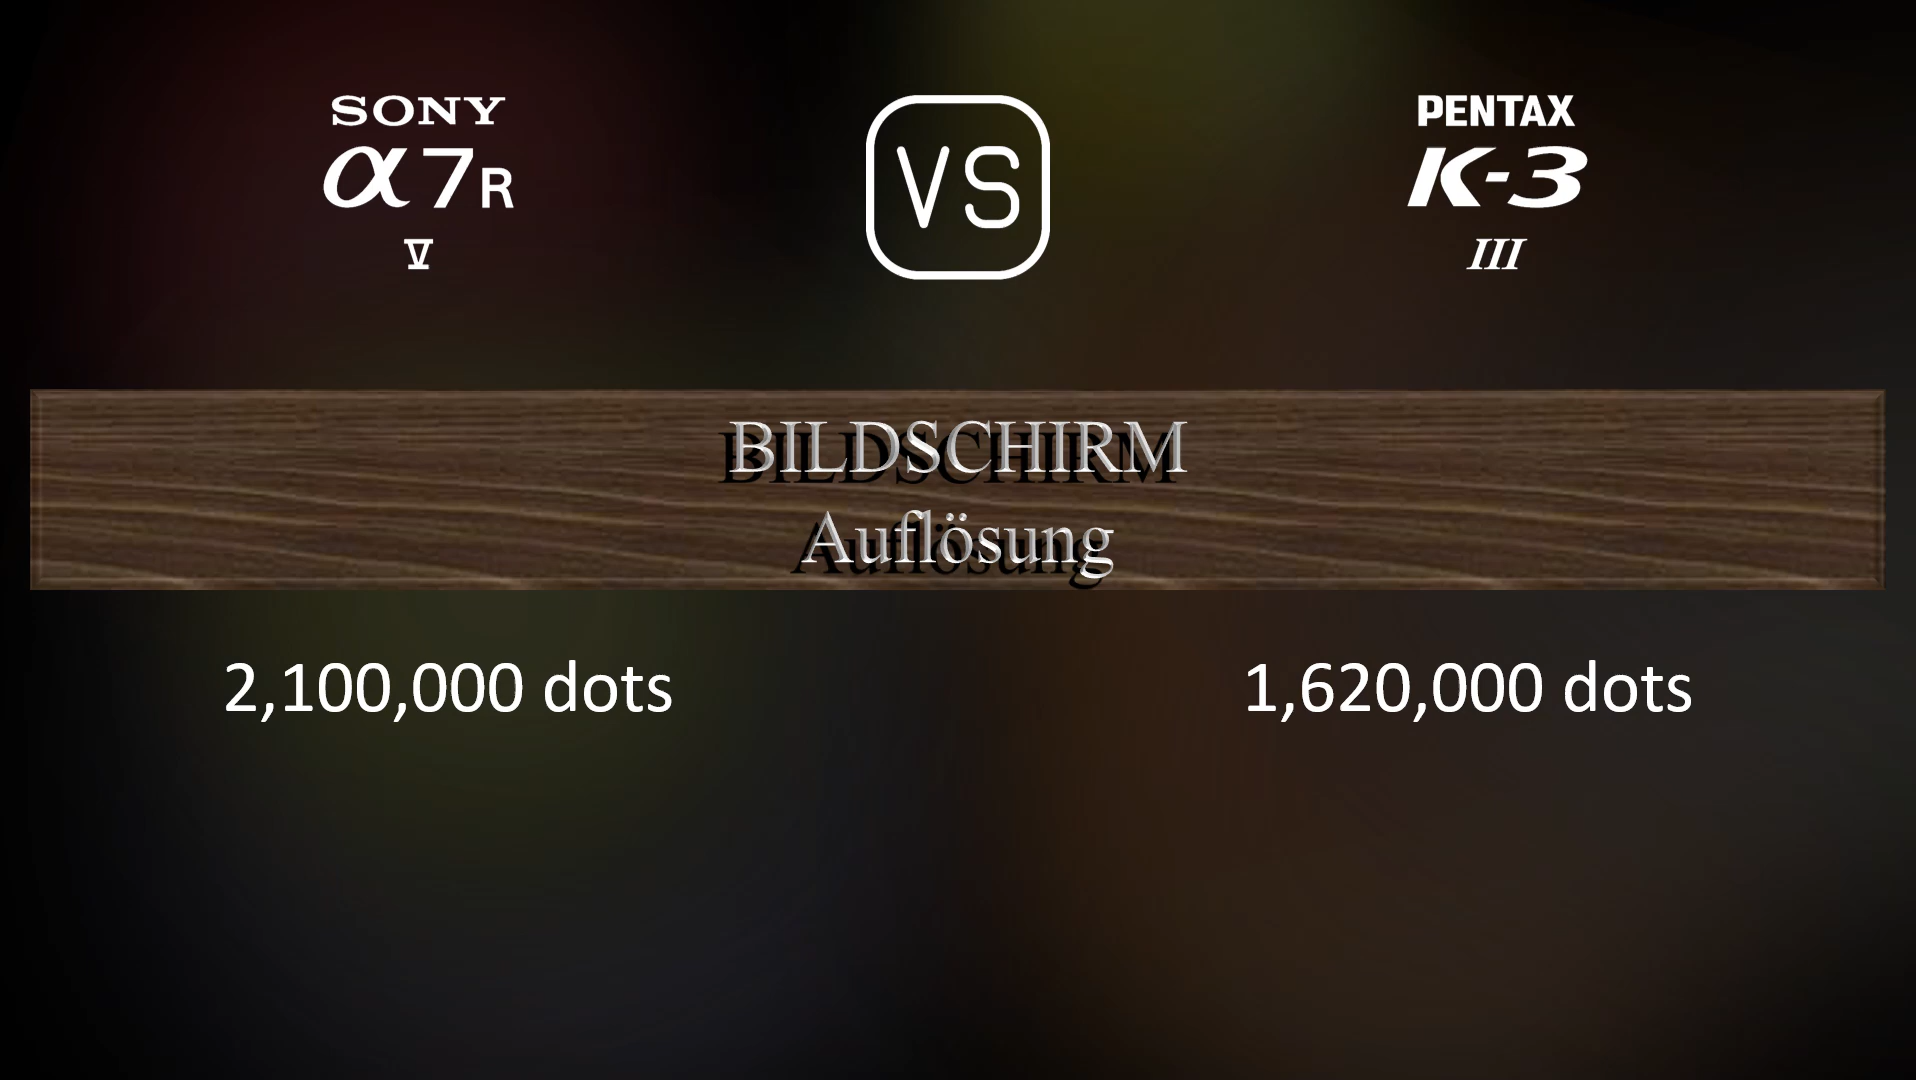 SONY
α7R
V
VS
PENTAX
K-3
III
BILDSCHIRM
Auflösung
2,100,000 dots
1,620,000 dots